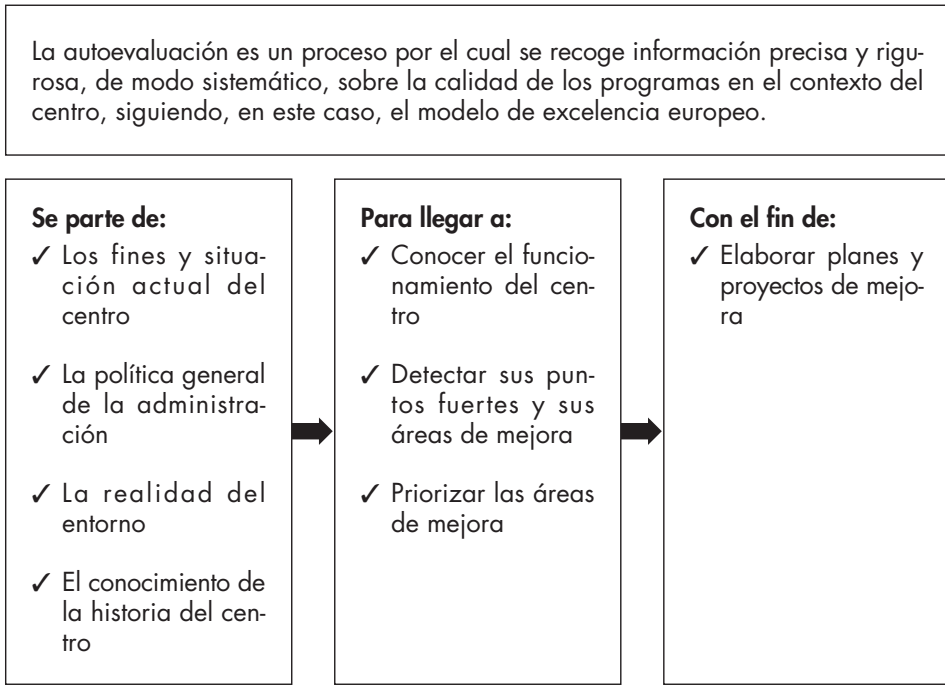 La autoevaluación es un proceso por el cual se recoge información precisa y rigu-
rosa, de modo sistemático, sobre la calidad de los programas en el contexto del
centro, siguiendo, en este caso, el modelo de excelencia europeo.
Se parte de:
✓ Los fines y situa-
ción actual del
centro
✓ La política general
de la administra-
ción
✓ La realidad del
entorno
✓ El conocimiento de
la historia del cen-
tro
Para llegar a:
✓ Conocer el funcio-
namiento del cen-
tro
✓ Detectar sus pun-
tos fuertes y sus
áreas de mejora
✓ Priorizar las áreas
de mejora
Con el fin de:
✓ Elaborar planes y
proyectos de mejo-
ra